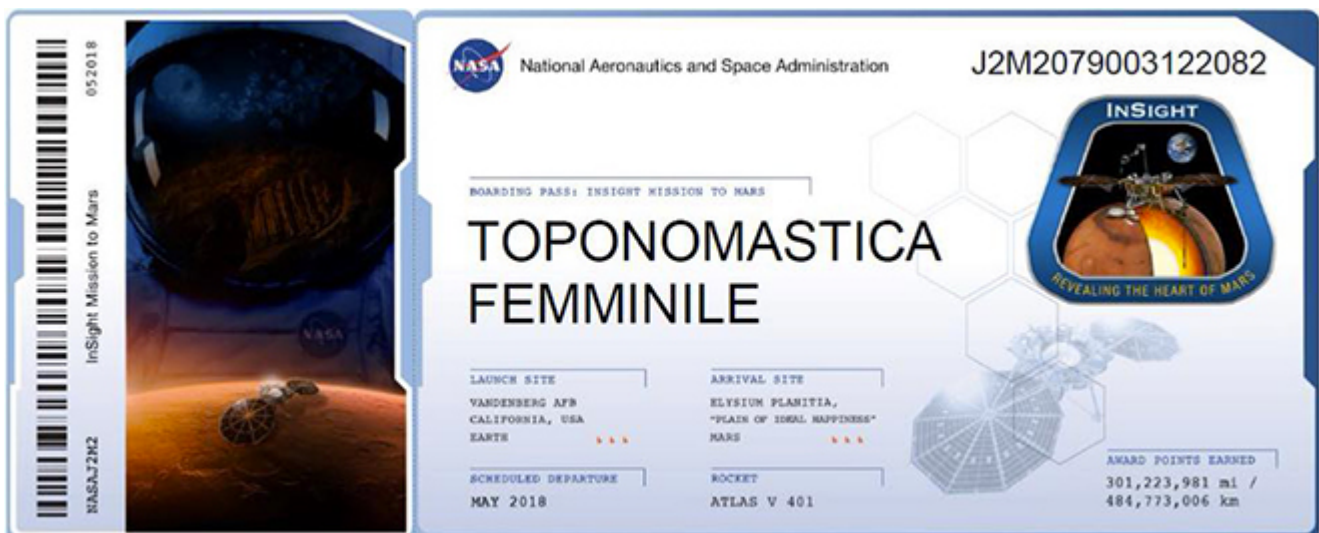 052018
InSight Mission to Mars
NASAJ2M2
NASA
NASA
National Aeronautics and Space Administration
J2M2079003122082
INSIGHT
REVEALING THE HEART OF MARS
BOARDING PASS: INSIGHT MISSION TO MARS
TOPONOMASTICA
FEMMINILE
LAUNCH SITE
VANDENBERG AFB
CALIFORNIA, USA
EARTH
ARRIVAL SITE
ELYSIUM PLANITIA,
"PLAIN OF IDEAL HAPPINESS"
MARS
SCHEDULED DEPARTURE
MAY 2018
ROCKET
ATLAS V 401
AWARD POINTS EARNED
301,223,981 mi /
484,773,006 km